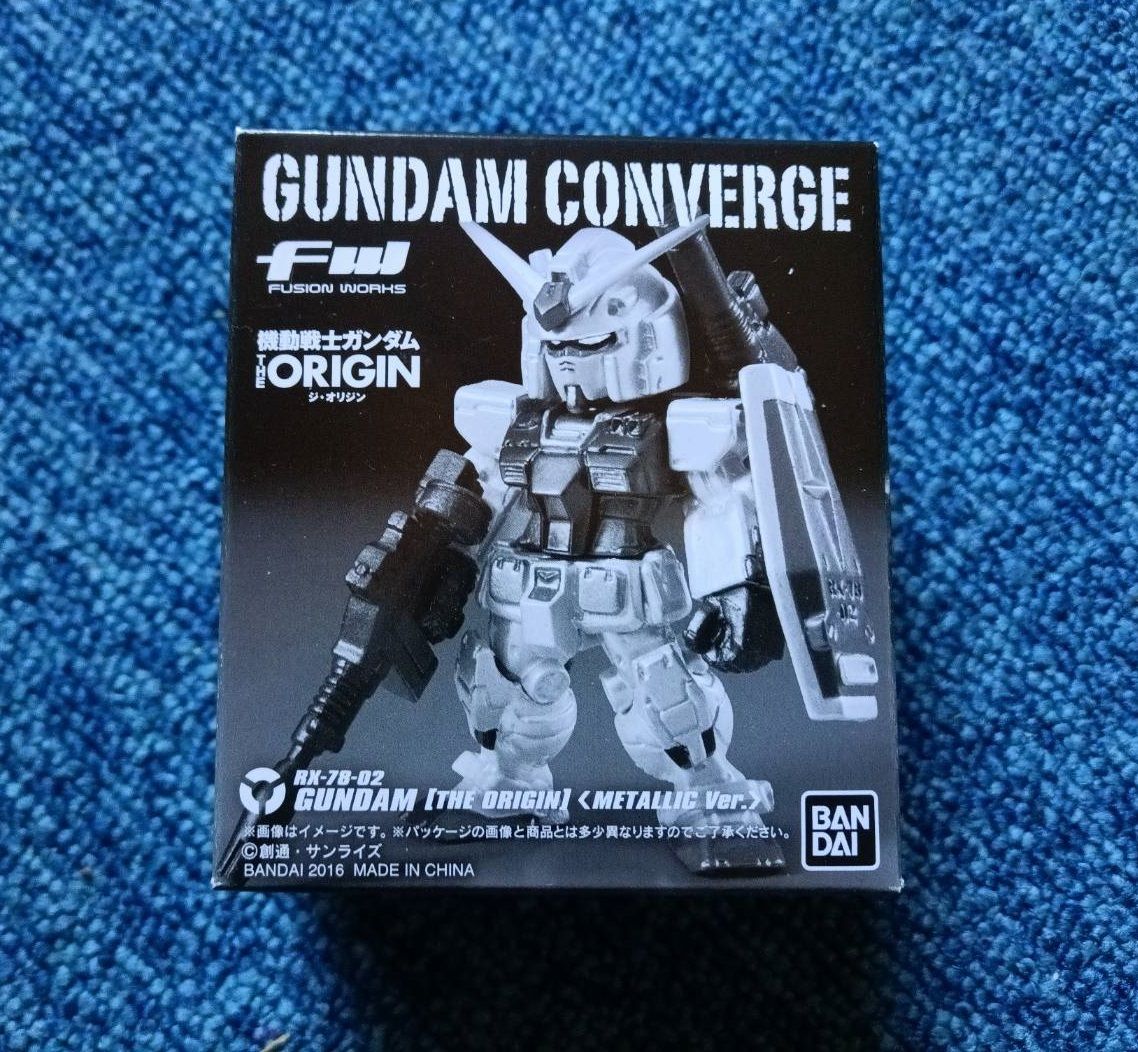 GUNDAM CONVERGE
FW
FUSION WORKS
機動戦士ガンダム
THE ORIGIN
ジ・オリジン
RX-78
02
RX-78-02
GUNDAM [THE ORIGIN] <METALLIC Ver.>
※画像はイメージです。※パッケージの画像と商品とは多少異なりますのでご了承ください。
©創通・サンライズ
BANDAI 2016 MADE IN CHINA
BAN
DAI